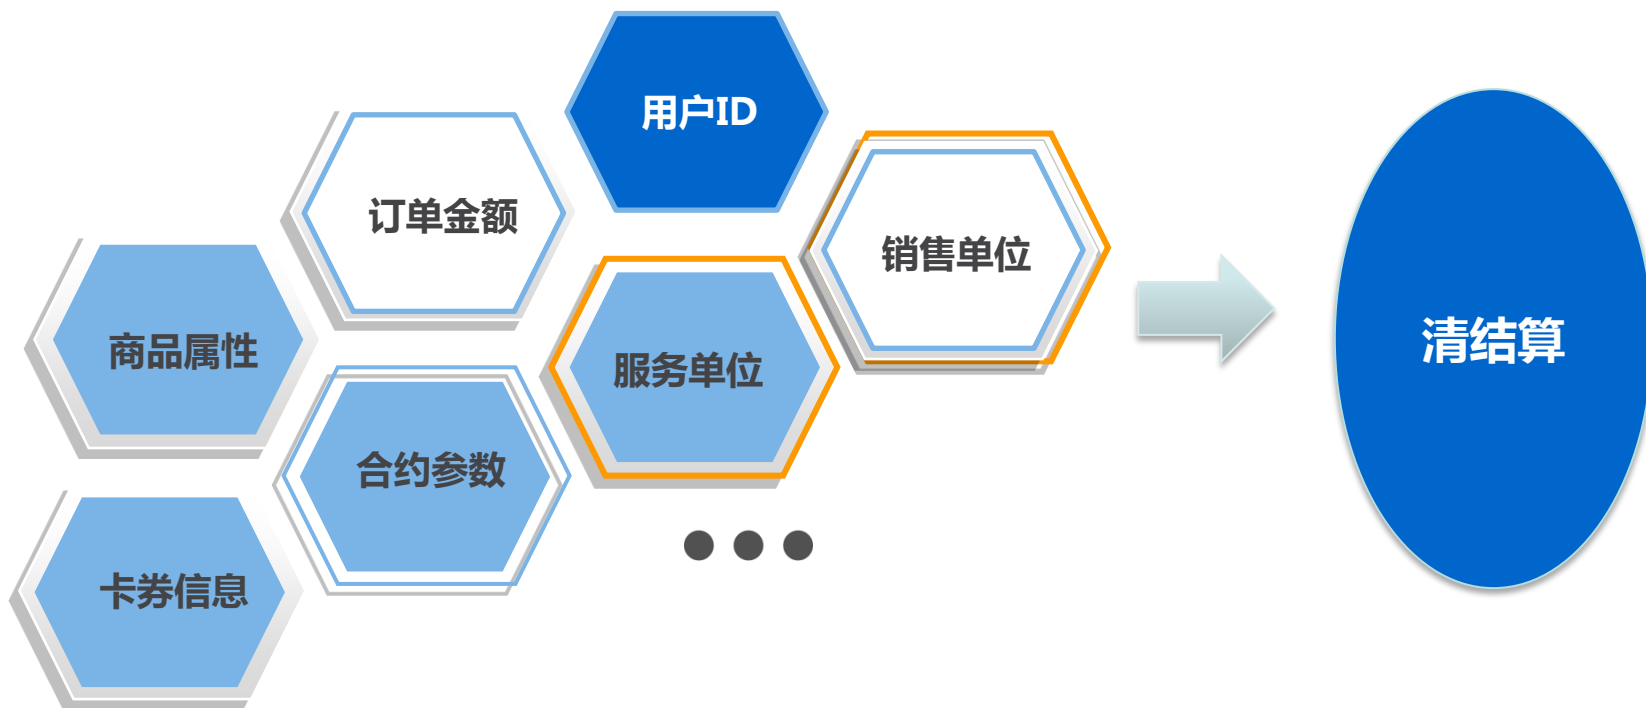 用户ID
订单金额
销售单位
商品属性
服务单位
合约参数
卡券信息
清结算